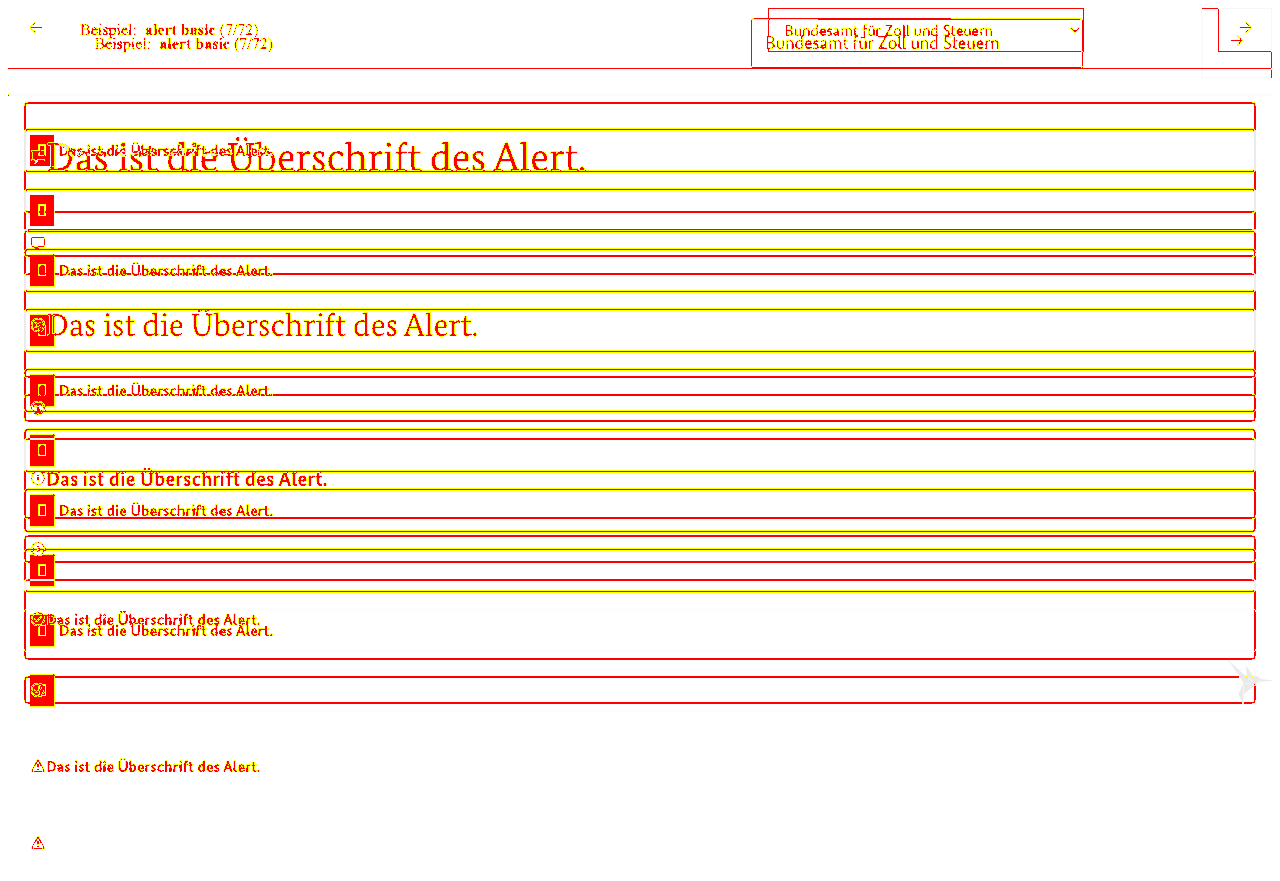 Beispiel: alert basic (7/72)
Beispiel: alert basic (7/72)
Bundesamt für Zoll und Steuern
Bundesamt für Zoll und Steuern
Das ist die Überschrift des Alert.
Das ist die Überschrift des Alert.
Das ist die Überschrift des Alert.
Das ist die Überschrift des Alert.
Das ist die Überschrift des Alert.
Das ist die Überschrift des Alert.
Das ist die Überschrift des Alert.
Das ist die Überschrift des Alert.
Das ist die Überschrift des Alert.
Das ist die Überschrift des Alert.